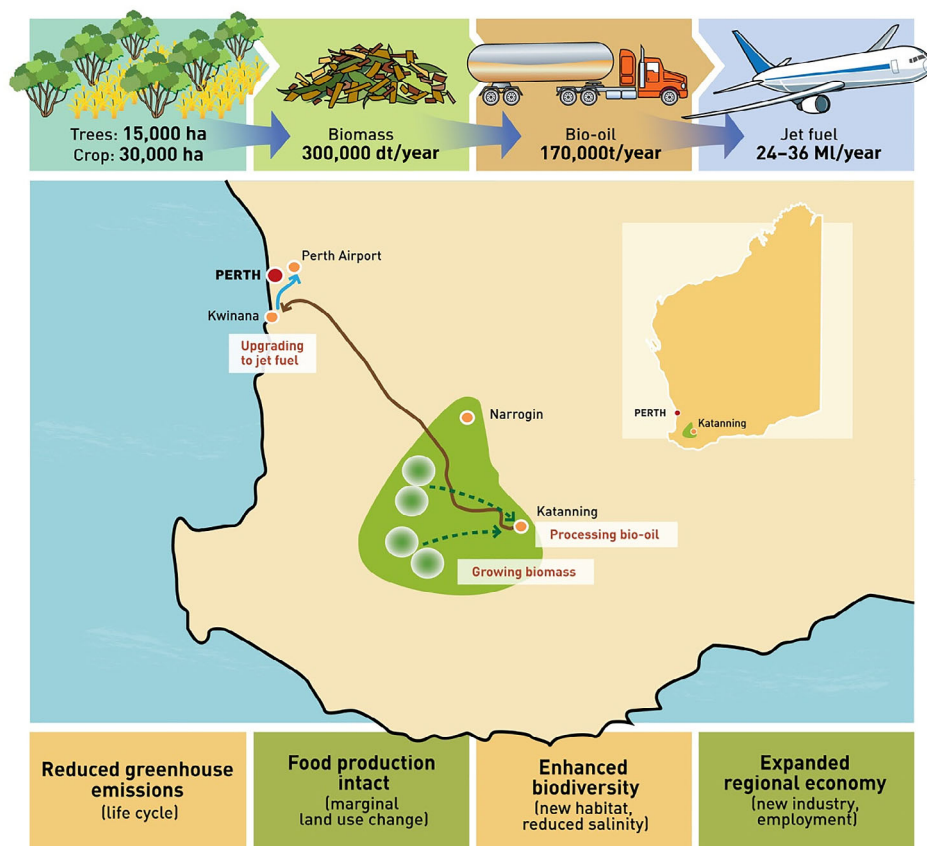 Trees: 15,000 ha
Crop: 30,000 ha
Biomass
300,000 dt/year
Bio-oil
170,000t/year
Jet fuel
24–36 Ml/year
PERTH
Perth Airport
Kwinana
Upgrading
to jet fuel
Narrogin
Katanning
Processing bio-oil
Growing biomass
PERTH
Katanning
Reduced greenhouse
emissions
(life cycle)
Food production
intact
(marginal
land use change)
Enhanced
biodiversity
(new habitat,
reduced salinity)
Expanded
regional economy
(new industry,
employment)